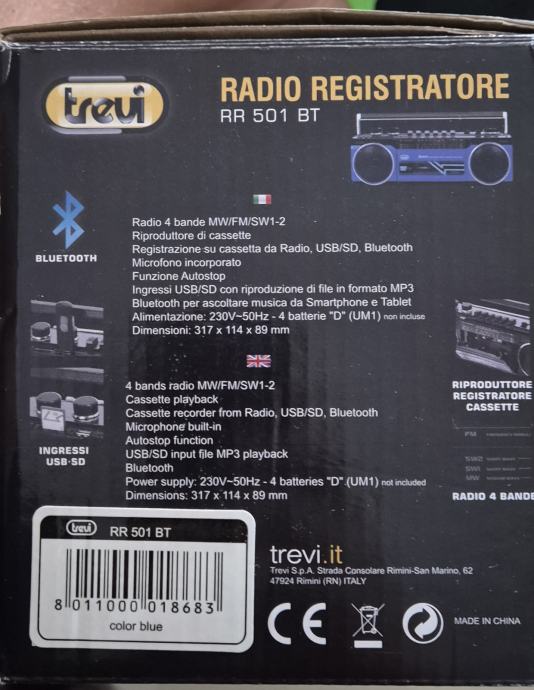 trevi
RADIO REGISTRATORE
RR 501 BT
BLUETOOTH
Radio 4 bande MW/FM/SW1-2
Riproduttore di cassette
Registrazione su cassetta da Radio, USB/SD, Bluetooth
Microfono incorporato
Funzione Autostop
Ingressi USB/SD con riproduzione di file in formato MP3
Bluetooth per ascoltare musica da Smartphone e Tablet
Alimentazione: 230V~50Hz - 4 batterie "D" (UM1) non incluse
Dimensioni: 317 x 114 x 89 mm
4 bands radio MW/FM/SW1-2
Cassette playback
Cassette recorder from Radio, USB/SD, Bluetooth
Microphone built-in
Autostop function
USB/SD input file MP3 playback
Bluetooth
Power supply: 230V~50Hz - 4 batteries "D" (UM1) not included
Dimensions: 317 x 114 x 89 mm
INGRESSI
USB-SD
RIPRODUTTORE
REGISTRATORE
CASSETTE
FM
SW2
SW1
MW
RADIO 4 BANDE
trevi RR 501 BT
8 011000 018683
color blue
trevi.it
Trevi S.p.A. Strada Consolare Rimini-San Marino, 62
47924 Rimini (RN) ITALY
CE
MADE IN CHINA